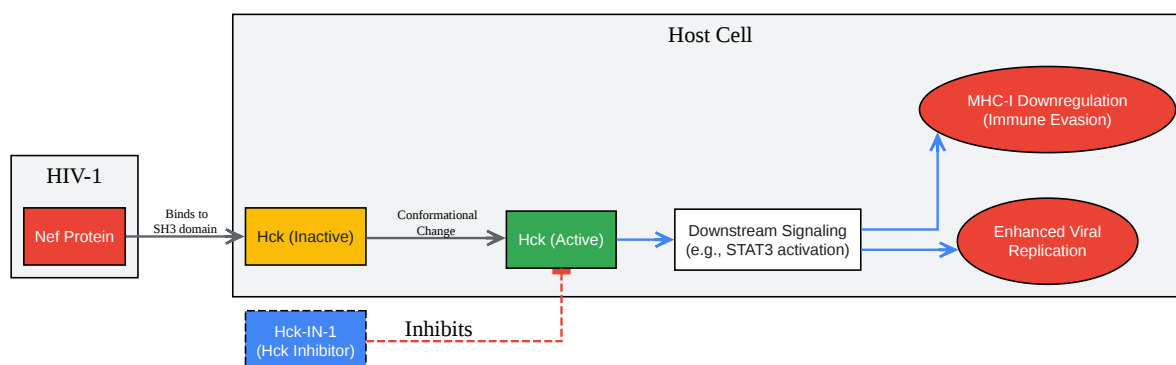 Host Cell
MHC-I Downregulation
(Immune Evasion)
HIV-1
Nef Protein
Binds to
SH3 domain
Hck (Inactive)
Conformational
Change
Hck (Active)
Downstream Signaling
(e.g., STAT3 activation)
Enhanced Viral
Replication
Hck-IN-1
(Hck Inhibitor)
Inhibits